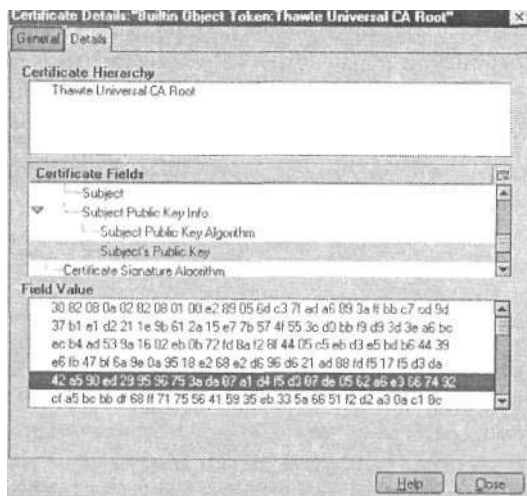 Certificate Details: "Builtin Object Token: Thawte Universal CA Root"
General Details
Certificate Hierarchy
Thawte Universal CA Root
Certificate Fields
Subject
Subject Public Key Info
Subject Public Key Algorithm
Subject's Public Key
Certificate Signature Algorithm
Field Value
30 82 08 0a 02 82 08 01 00 e2 89 05 6d c3 7f ad a6 89 3a ff bb c7 cd 9d
37 b1 e1 d2 21 1e 9b 61 2a 15 e7 7b 57 4f 55 3c d0 bb f9 d9 3d 3e a6 bc
ec b4 ad 53 9a 16 02 eb 0b 72 fd 8a f2 8f 44 05 c5 eb d3 e5 bd b6 44 39
e6 fb 47 bf 6a 9e 0a 95 18 e2 68 e2 d6 96 d6 21 ad 88 fd f5 17 f5 d3 da
42 a5 90 ed 29 95 96 75 3a da 87 a1 d4 f5 d3 87 de 05 62 a6 e3 66 74 92
cf a5 bc bb df 68 ff 71 75 56 41 59 35 eb 33 5a 66 51 f2 d2 a3 0a c1 8c
Help Close